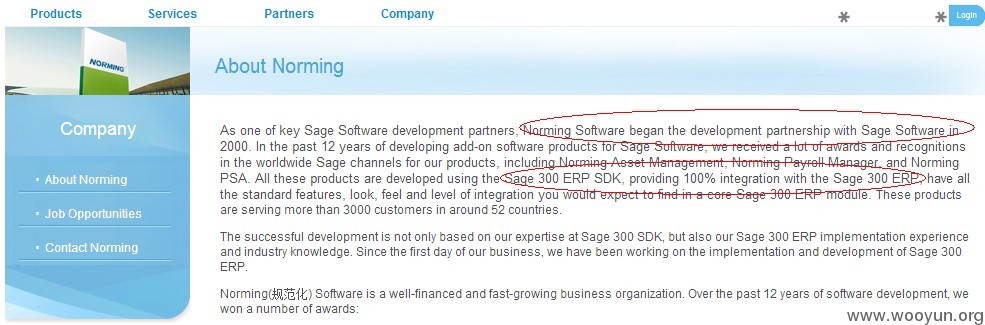 Products Services Partners Company
Login
NORMING
About Norming
Company
· About Norming
· Job Opportunities
· Contact Norming
As one of key Sage Software development partners, Norming Software began the development partnership with Sage Software in
2000. In the past 12 years of developing add-on software products for Sage Software, we received a lot of awards and recognitions
in the worldwide Sage channels for our products, including Norming Asset Management, Norming Payroll Manager, and Norming
PSA. All these products are developed using the Sage 300 ERP SDK, providing 100% integration with the Sage 300 ERP, have all
the standard features, look, feel and level of integration you would expect to find in a core Sage 300 ERP module. These products
are serving more than 3000 customers in around 52 countries.
The successful development is not only based on our expertise at Sage 300 SDK, but also our Sage 300 ERP implementation experience
and industry knowledge. Since the first day of our business, we have been working on the implementation and development of Sage 300
ERP.
Norming(规范化) Software is a well-financed and fast-growing business organization. Over the past 12 years of software development, we
won a number of awards:
www.wooyun.org